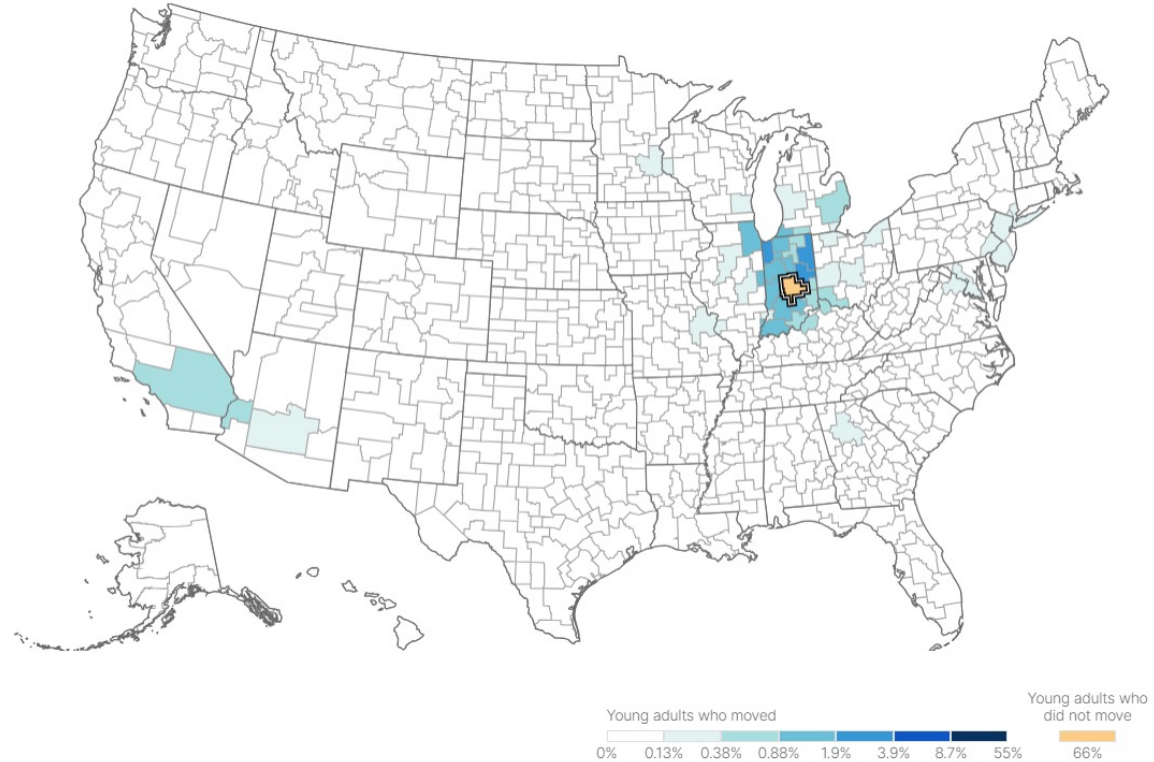 Young adults who
did not move
Young adults who moved
0% 0.13% 0.38% 0.88% 1.9% 3.9% 8.7% 55%
66%